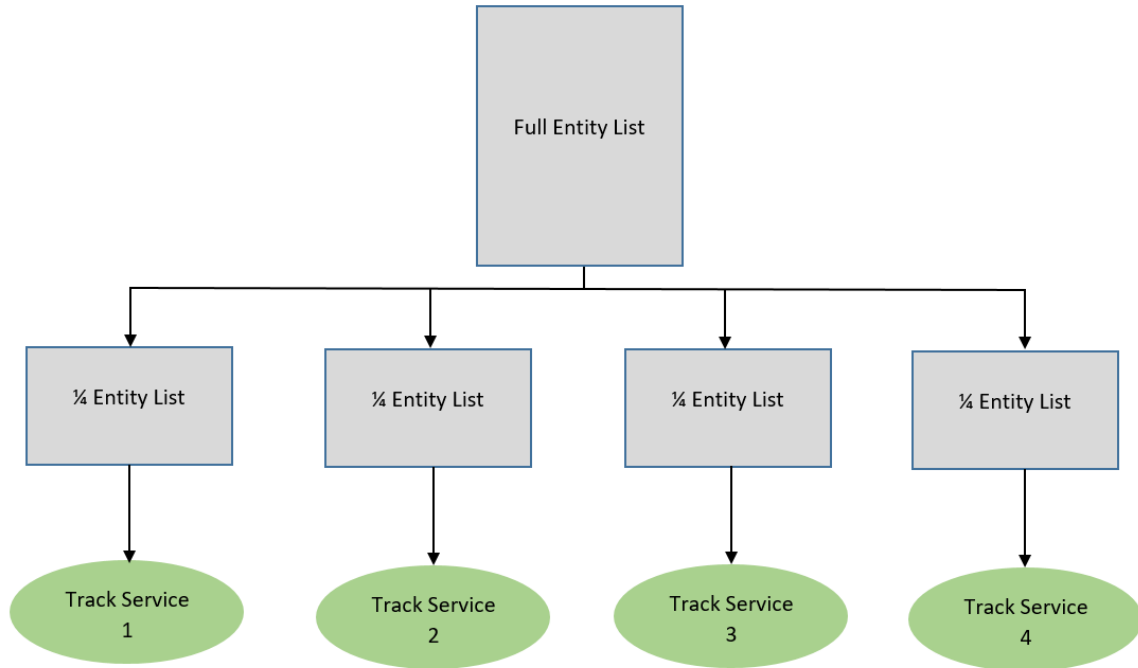 Full Entity List
¼ Entity List
¼ Entity List
¼ Entity List
¼ Entity List
Track Service
1
Track Service
2
Track Service
3
Track Service
4